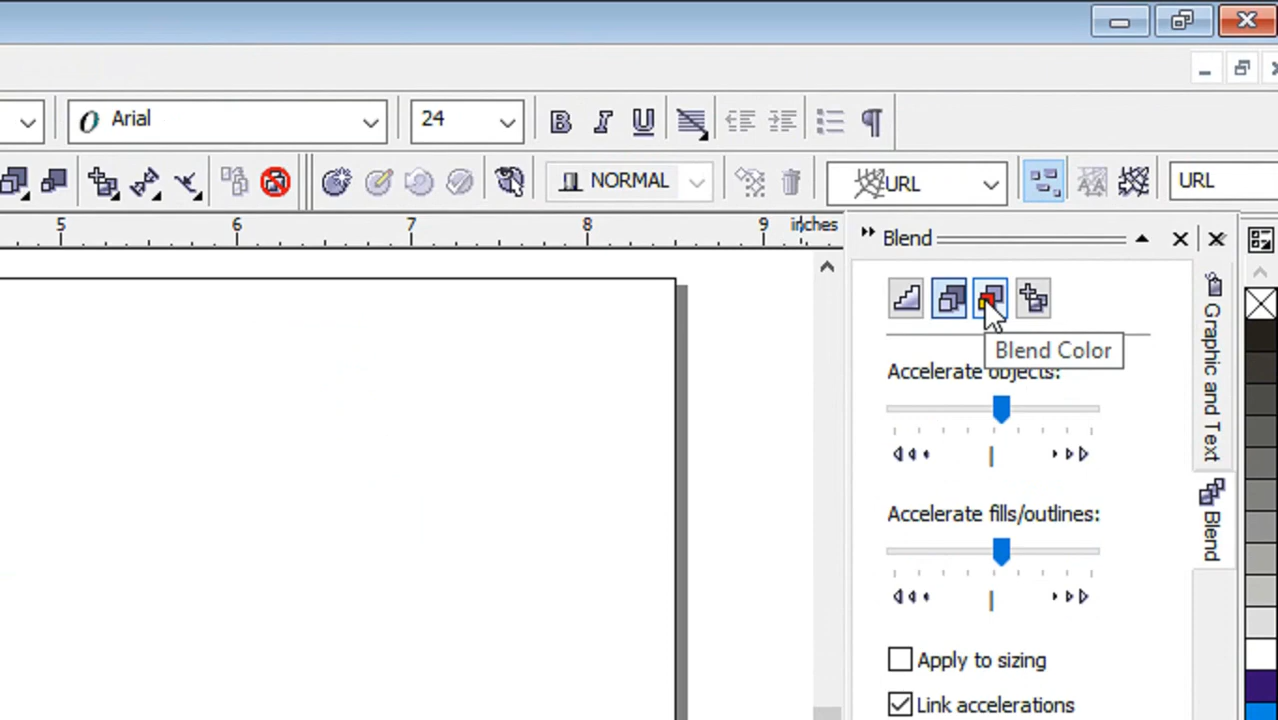 Arial
24
NORMAL
URL
URL
5
6
7
8
9
inches
Blend
Blend Color
Accelerate objects:
Accelerate fills/outlines:
Apply to sizing
Link accelerations
Graphic and Text
Blend